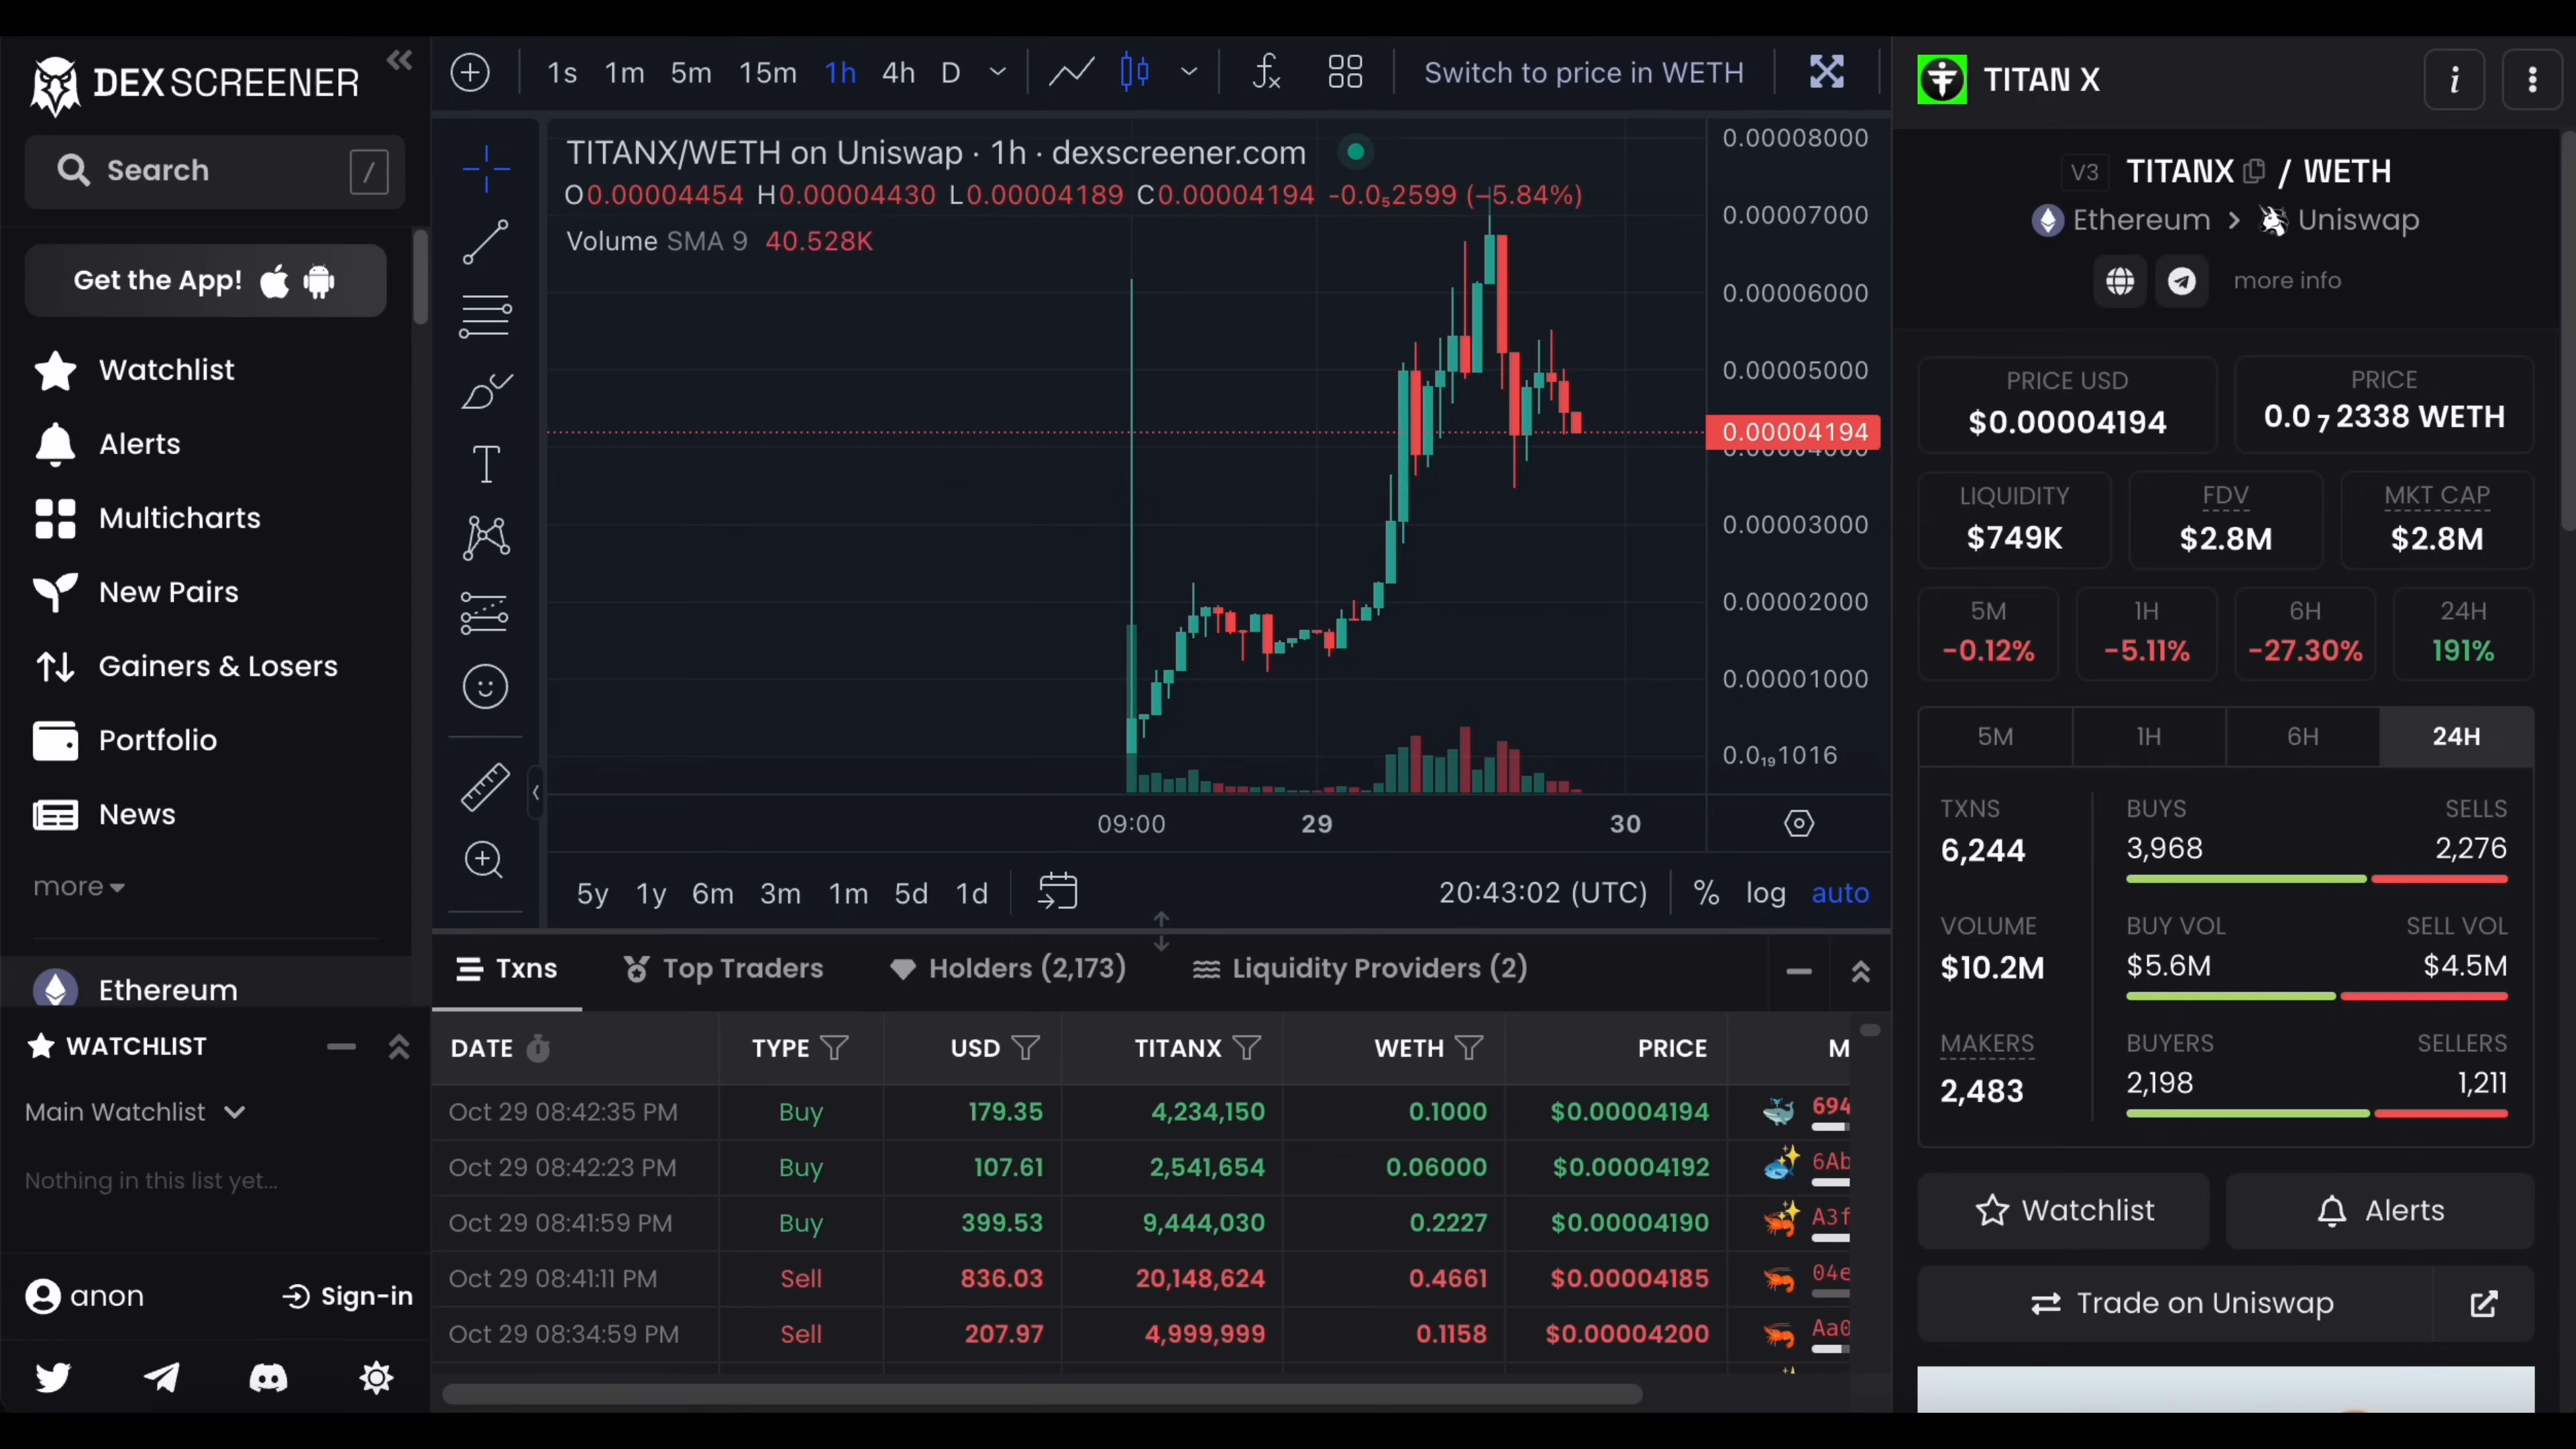 DEX SCREENER
Search /
Get the App!
Watchlist
Alerts
Multicharts
New Pairs
Gainers & Losers
Portfolio
News
more
Ethereum
WATCHLIST
Main Watchlist
Nothing in this list yet...
anon Sign-in
1s 1m 5m 15m 1h 4h D Switch to price in WETH
TITANX/WETH on Uniswap · 1h · dexscreener.com
O0.00004454 H0.00004430 L0.00004189 C0.00004194 -0.0₅2599 (−5.84%)
Volume SMA 9 40.528K
0.00008000
0.00007000
0.00006000
0.00005000
0.00004194
0.00003000
0.00002000
0.00001000
0.0₁₉1016
09:00 29 30
5y 1y 6m 3m 1m 5d 1d 20:43:02 (UTC) % log auto
Txns Top Traders Holders (2,173) Liquidity Providers (2)
DATE TYPE USD TITANX WETH PRICE M
Oct 29 08:42:35 PM Buy 179.35 4,234,150 0.1000 $0.00004194 694
Oct 29 08:42:23 PM Buy 107.61 2,541,654 0.06000 $0.00004192 6Ab
Oct 29 08:41:59 PM Buy 399.53 9,444,030 0.2227 $0.00004190 A3f
Oct 29 08:41:11 PM Sell 836.03 20,148,624 0.4661 $0.00004185 04e
Oct 29 08:34:59 PM Sell 207.97 4,999,999 0.1158 $0.00004200 Aa0
TITAN X
V3 TITANX / WETH
Ethereum > Uniswap
more info
PRICE USD PRICE
$0.00004194 0.0₇2338 WETH
LIQUIDITY FDV MKT CAP
$749K $2.8M $2.8M
5M 1H 6H 24H
-0.12% -5.11% -27.30% 191%
5M 1H 6H 24H
TXNS BUYS SELLS
6,244 3,968 2,276
VOLUME BUY VOL SELL VOL
$10.2M $5.6M $4.5M
MAKERS BUYERS SELLERS
2,483 2,198 1,211
Watchlist Alerts
Trade on Uniswap